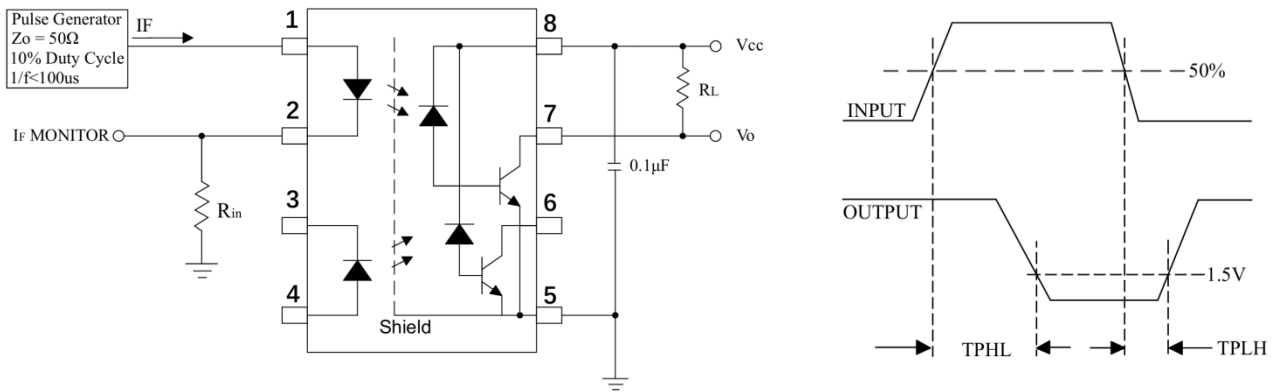 Pulse Generator
Zo = 50Ω
10% Duty Cycle
1/f<100us
IF
1
8
Vcc
RL
2
7
IF MONITOR
Vo
Rin
0.1μF
3
6
4
5
Shield
50%
INPUT
OUTPUT
1.5V
TPHL
TPLH